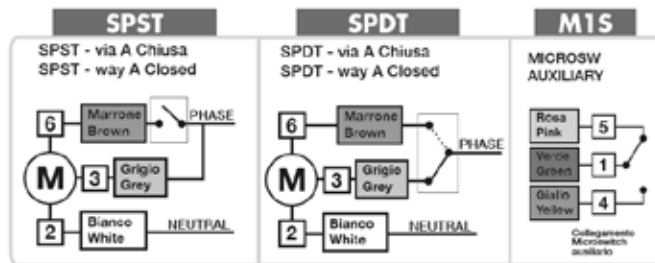 SPST
SPST - via A Chiusa
SPST - way A Closed
6
Marrone
Brown
PHASE
M
3
Grigio
Grey
2
Bianco
White
NEUTRAL
SPDT
SPDT - via A Chiusa
SPDT - way A Closed
6
Marrone
Brown
PHASE
M
3
Grigio
Grey
2
Bianco
White
NEUTRAL
M1S
MICROSW
AUXILIARY
Rosa
Pink
5
Verde
Green
1
Giallo
Yellow
4
Collegamento
Microswitch
auxiliario